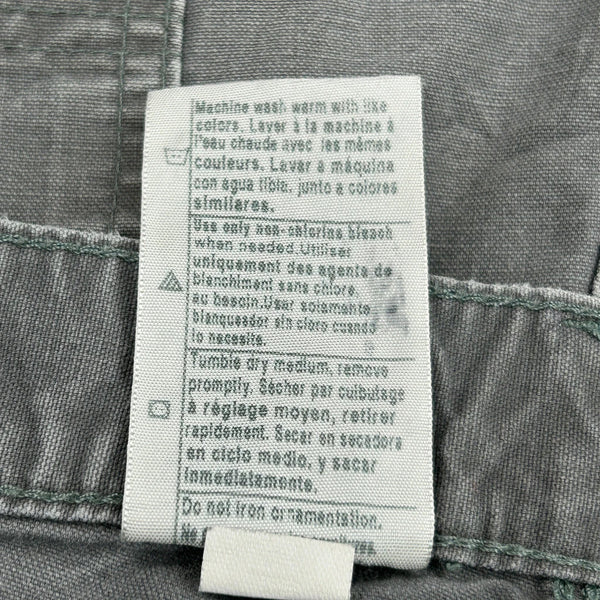 Machine wash warm with like
colors. Laver à la machine à
l'eau chaude avec les mêmes
couleurs. Lavar a máquina
con agua tibia, junto a colores
similares.
Use only non-chlorine bleach
when needed.Utiliser
uniquement des agents de
blanchiment sans chlore,
au besoin.Usar solamente
blanqueador sin cloro cuando
lo necesite.
Tumble dry medium, remove
promptly. Sécher par culbutage
à réglage moyen, retirer
rapidement. Secar en secadora
en ciclo medio, y sacar
inmediatamente.
Do not iron ornamentation.